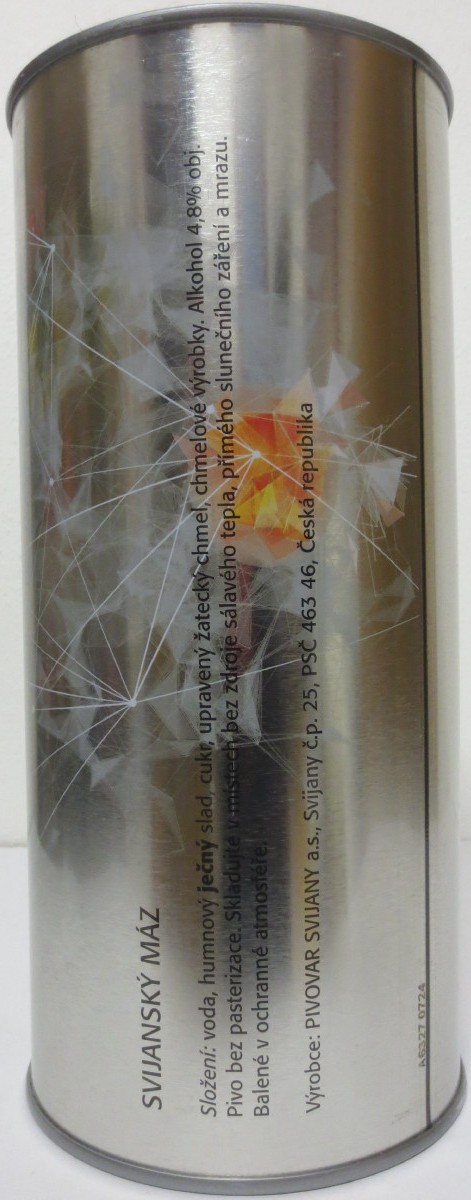 SVIJANSKÝ MÁZ
Složení: voda, humnový ječný slad, cukr, upravený žatecký chmel, chmelové výrobky. Alkohol 4,8% obj.
Pivo bez pasterizace. Skladujte v místech bez zdroje sálavého tepla, přímého slunečního záření a mrazu.
Balené v ochranné atmosféře.
Výrobce: PIVOVAR SVIJANY a.s., Svijany č.p. 25, PSČ 463 46, Česká republika
A6327 0724